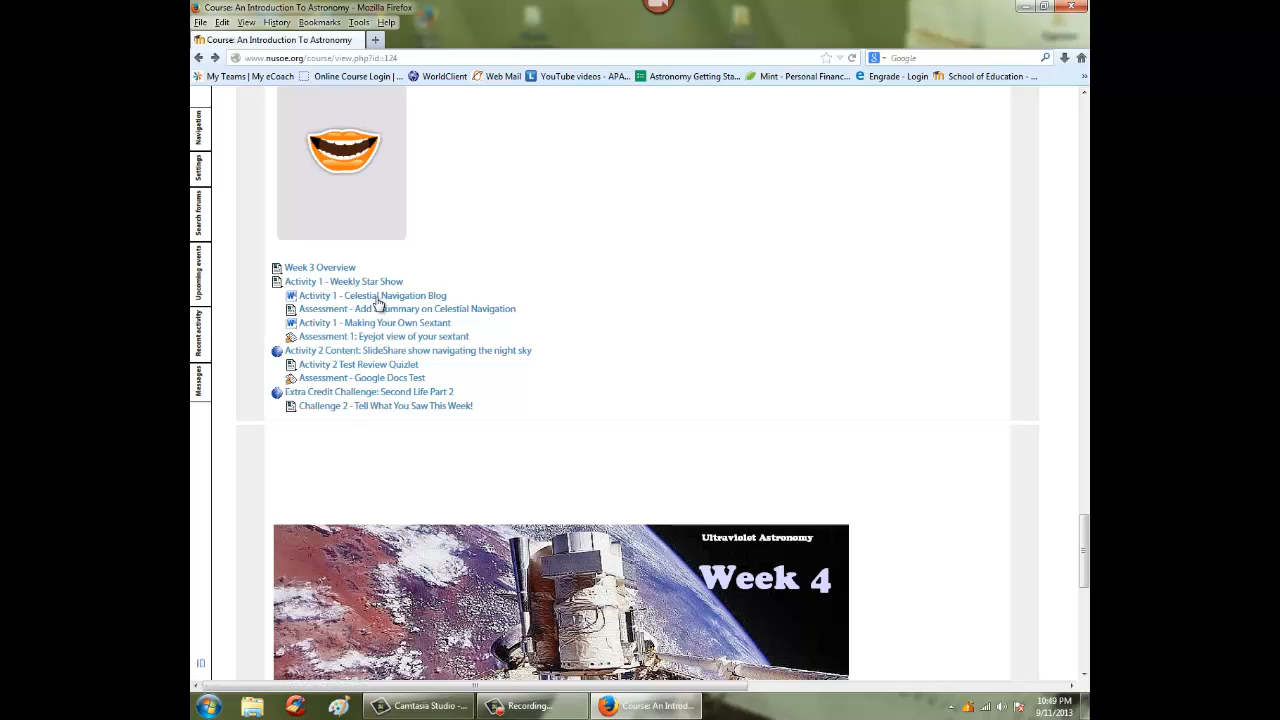 Course: An Introduction To Astronomy - Mozilla Firefox
File Edit View History Bookmarks Tools Help
Course: An Introduction To Astronomy +
www.nusoe.org/course/view.php?id=124
Google
My Teams | My eCoach Online Course Login | ... WorldClient Web Mail YouTube videos - APA... Astronomy Getting Sta... Mint - Personal Financ... Engrade - Login School of Education - ...
Navigation
Settings
Search forums
Upcoming events
Recent activity
Messages
Week 3 Overview
Activity 1 - Weekly Star Show
Activity 1 - Celestial Navigation Blog
Assessment - Add Summary on Celestial Navigation
Activity 1 - Making Your Own Sextant
Assessment 1: Eyejot view of your sextant
Activity 2 Content: SlideShare show navigating the night sky
Activity 2 Test Review Quizlet
Assessment - Google Docs Test
Extra Credit Challenge: Second Life Part 2
Challenge 2 - Tell What You Saw This Week!
Ultraviolet Astronomy
Week 4
Camtasia Studio - ... Recording... Course: An Introd...
10:49 PM
9/11/2013